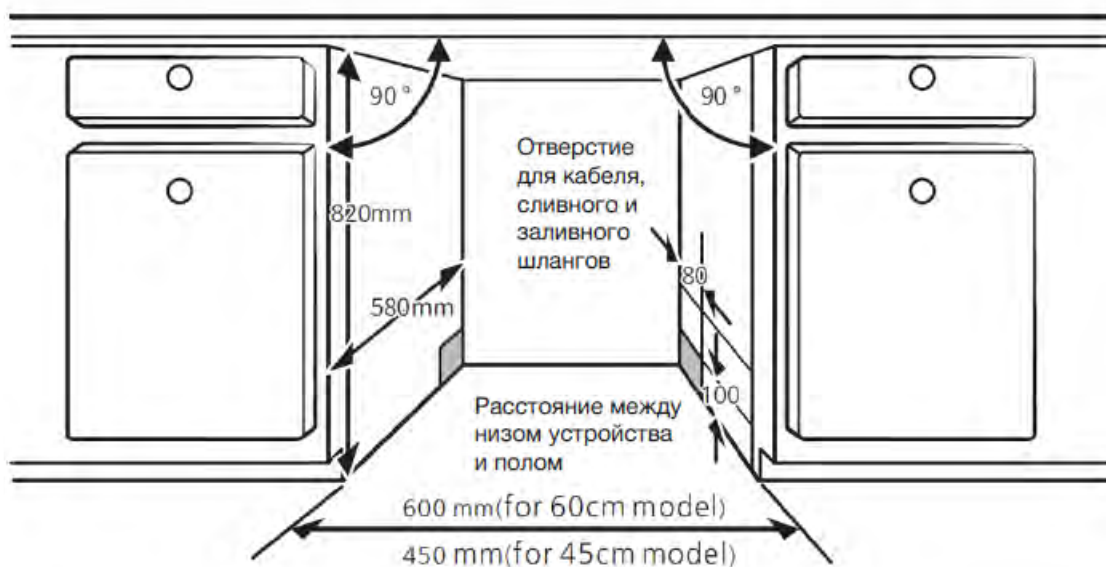 90°
90°
Отверстие
для кабеля,
сливного и
заливного
шлангов
820mm
80
580mm
100
Расстояние между
низом устройства
и полом
600 mm(for 60cm model)
450 mm(for 45cm model)